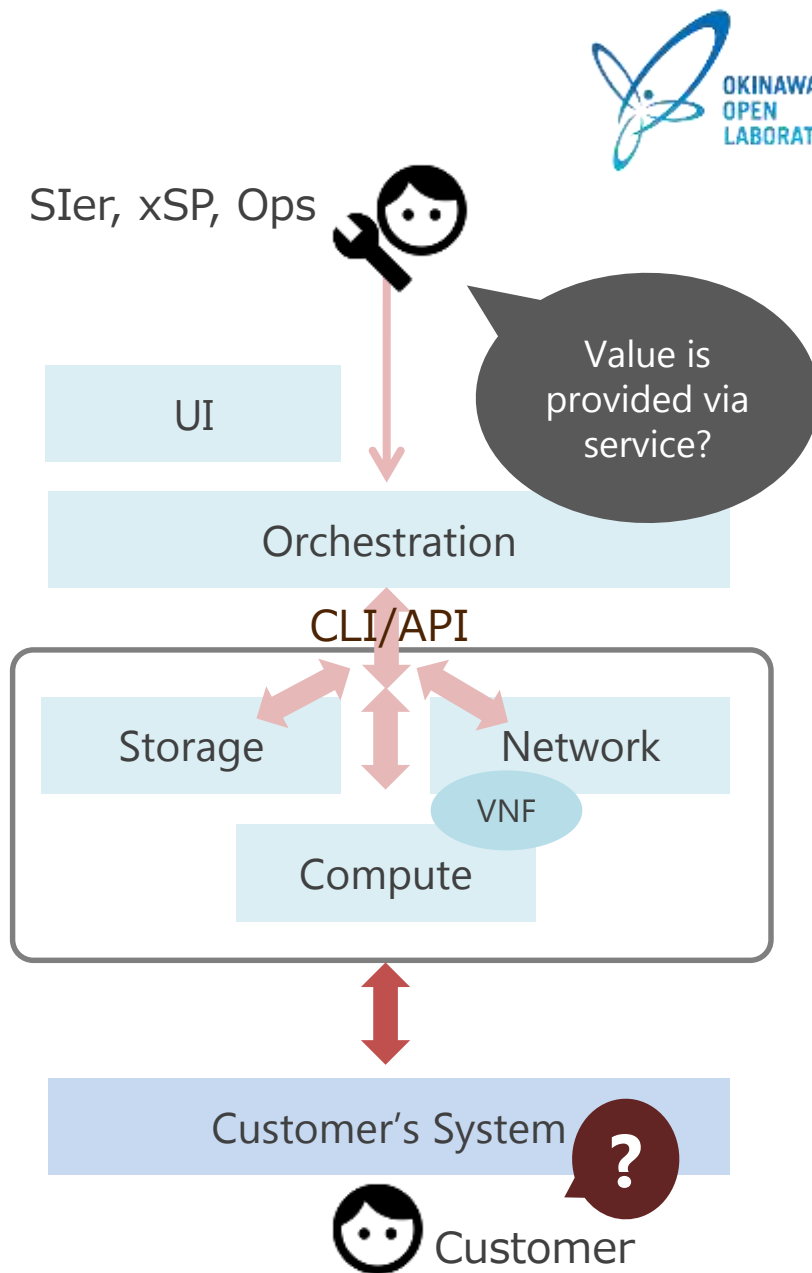 OKINAWA
OPEN
LABORAT
SIer, xSP, Ops
Value is
provided via
service?
UI
Orchestration
CLI/API
Storage
Network
VNF
Compute
Customer’s System
?
Customer